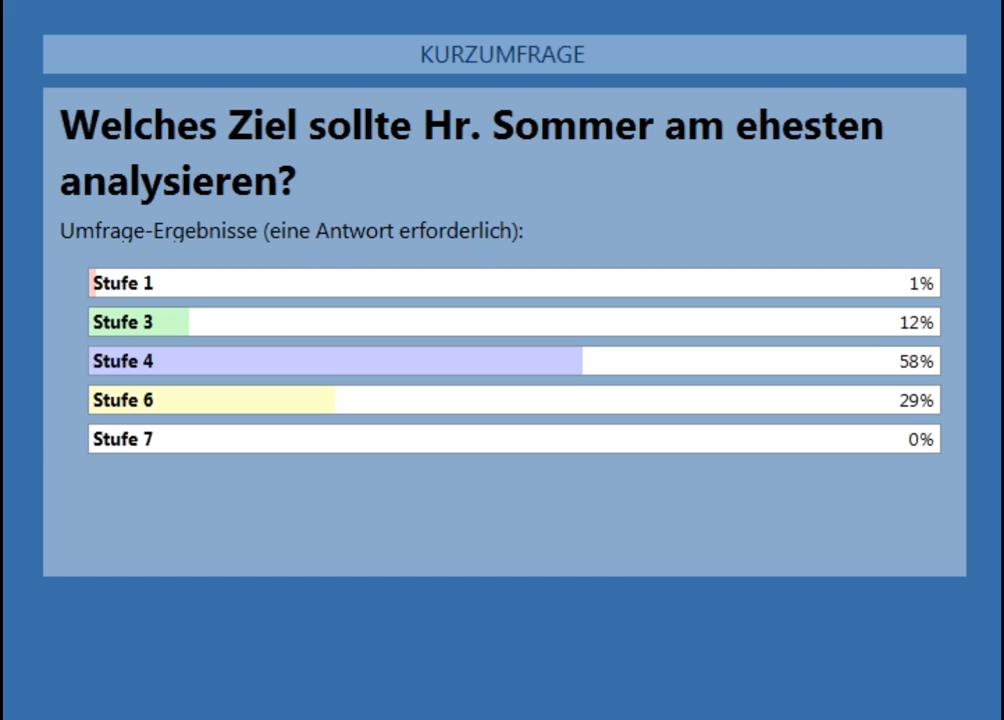 KURZUMFRAGE
Welches Ziel sollte Hr. Sommer am ehesten
analysieren?
Umfrage-Ergebnisse (eine Antwort erforderlich):
Stufe 1 1%
Stufe 3 12%
Stufe 4 58%
Stufe 6 29%
Stufe 7 0%